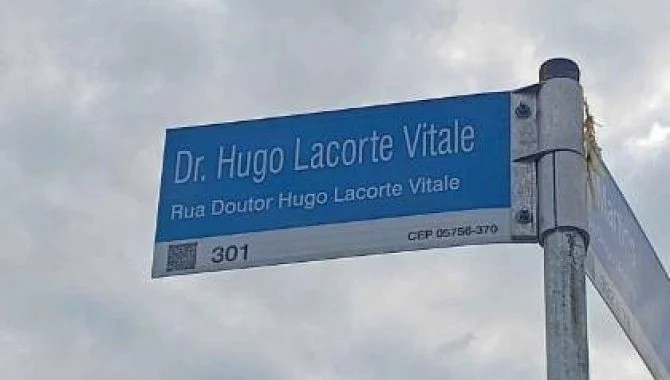 Dr. Hugo Lacorte Vitale
Rua Doutor Hugo Lacorte Vitale
301
CEP 05756-370